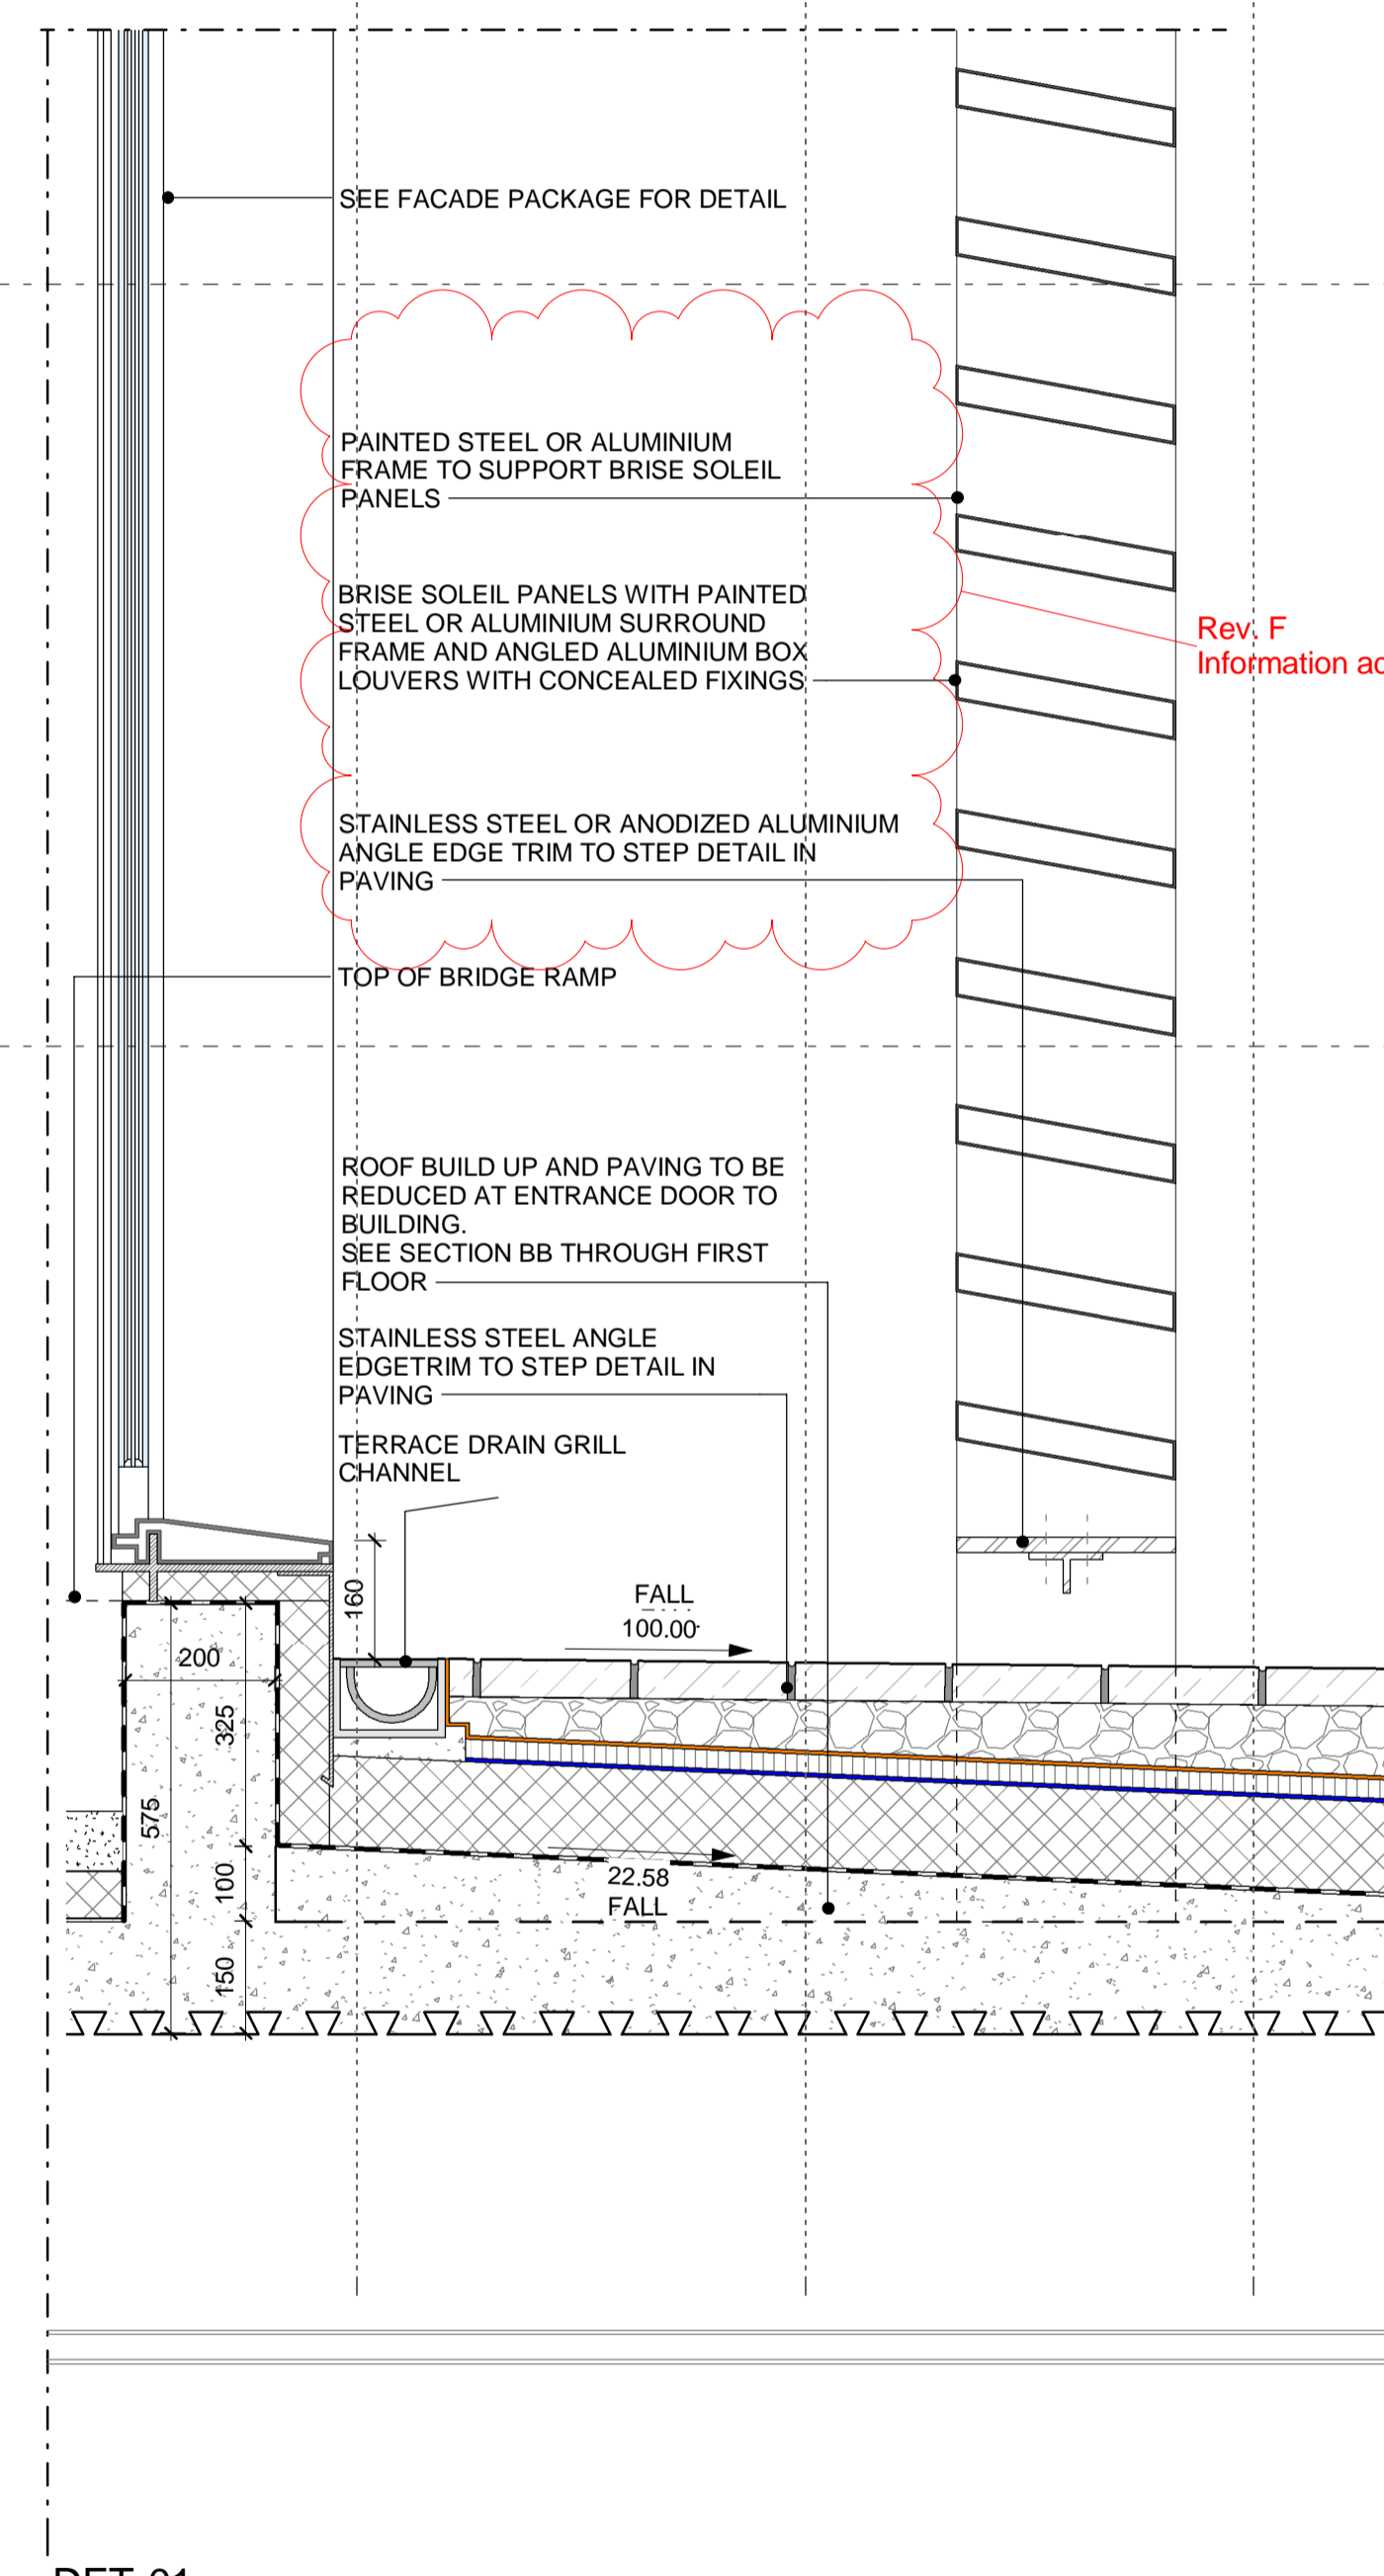 SEE FACADE PACKAGE FOR DETAIL
PAINTED STEEL OR ALUMINIUM
FRAME TO SUPPORT BRISE SOLEIL
PANELS
BRISE SOLEIL PANELS WITH PAINTED
STEEL OR ALUMINIUM SURROUND
FRAME AND ANGLED ALUMINIUM BOX
LOUVERS WITH CONCEALED FIXINGS
Rev. F
Information
STAINLESS STEEL OR ANODIZED ALUMINIUM
ANGLE EDGE TRIM TO STEP DETAIL IN
PAVING
TOP OF BRIDGE RAMP
ROOF BUILD UP AND PAVING TO BE
REDUCED AT ENTRANCE DOOR TO
BUILDING.
SEE SECTION BB THROUGH FIRST
FLOOR
STAINLESS STEEL ANGLE
EDGETRIM TO STEP DETAIL IN
PAVING
TERRACE DRAIN GRILL
CHANNEL
160
FALL
100.00
200
325
575
100
150
22.58
FALL